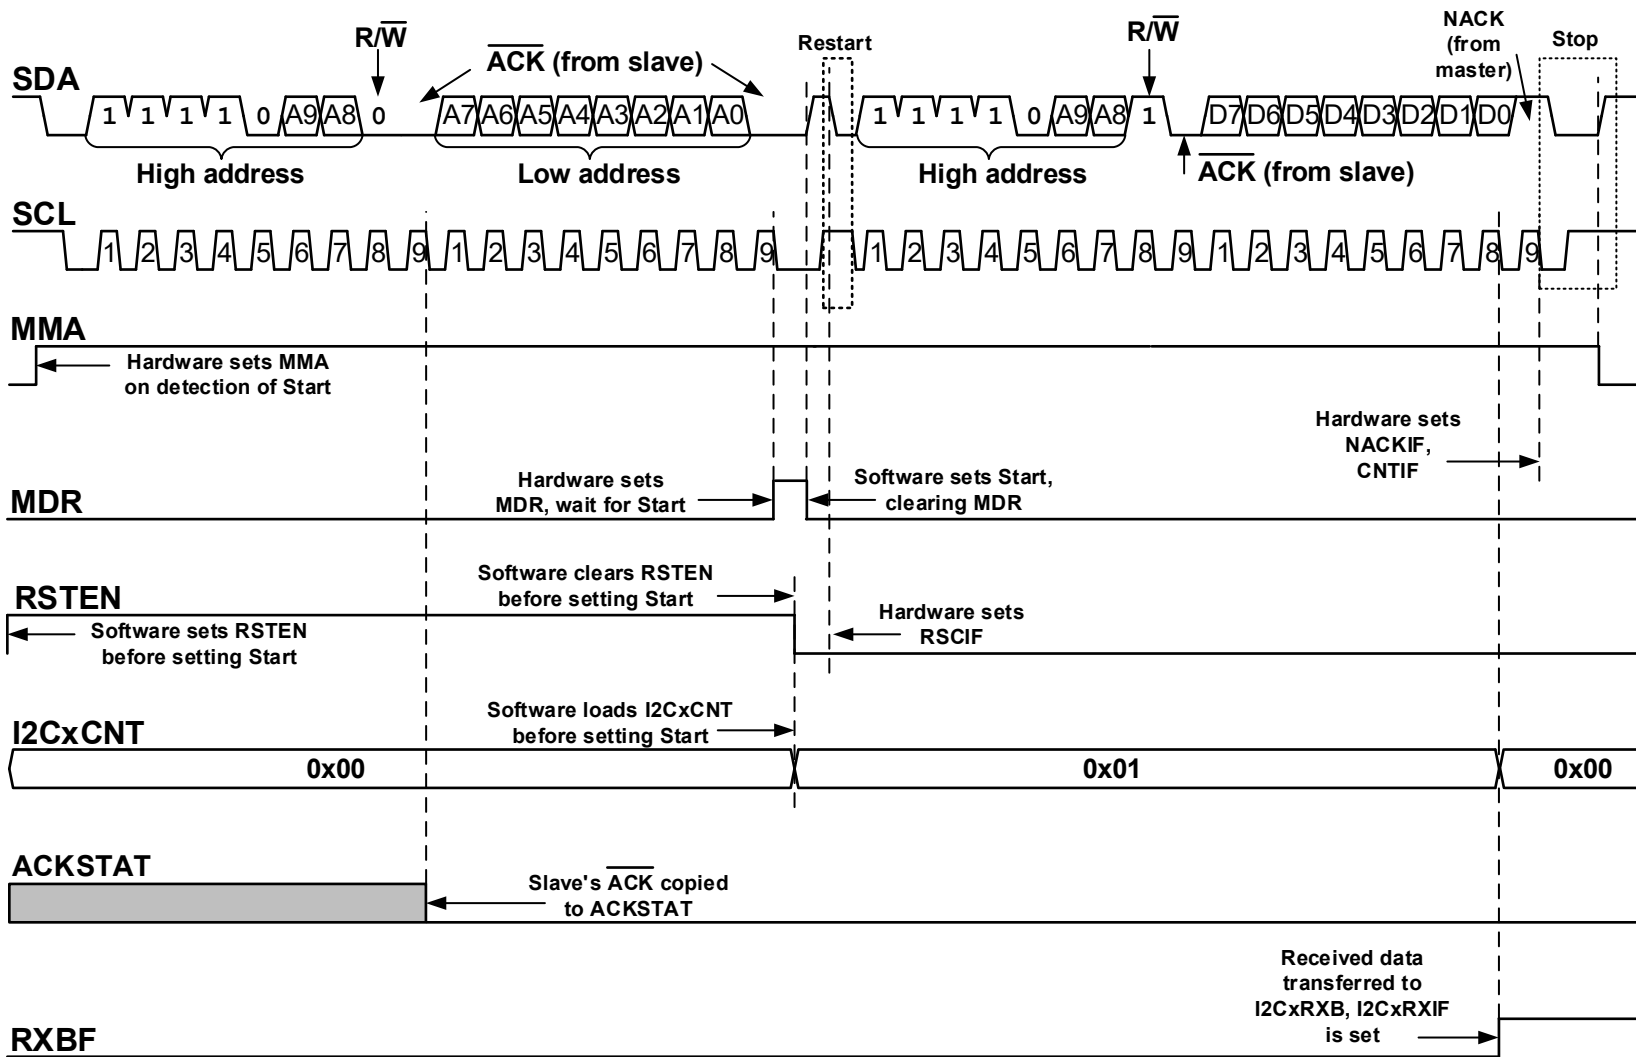 R/W
ACK (from slave)
Restart
R/W
NACK
(from
master)
Stop
SDA
1 1 1 1 0 A9 A8 0 A7 A6 A5 A4 A3 A2 A1 A0 1 1 1 1 0 A9 A8 1 D7 D6 D5 D4 D3 D2 D1 D0
High address
Low address
High address
ACK (from slave)
SCL
1 2 3 4 5 6 7 8 9 1 2 3 4 5 6 7 8 9 1 2 3 4 5 6 7 8 9 1 2 3 4 5 6 7 8 9
MMA
Hardware sets MMA
on detection of Start
Hardware sets
NACKIF,
CNTIF
MDR
Hardware sets
MDR, wait for Start
Software sets Start,
clearing MDR
RSTEN
Software sets RSTEN
before setting Start
Software clears RSTEN
before setting Start
Hardware sets
RSCIF
I2CxCNT
Software loads I2CxCNT
before setting Start
0x00
0x01
0x00
ACKSTAT
Slave's ACK copied
to ACKSTAT
RXBF
Received data
transferred to
I2CxRXB, I2CxRXIF
is set